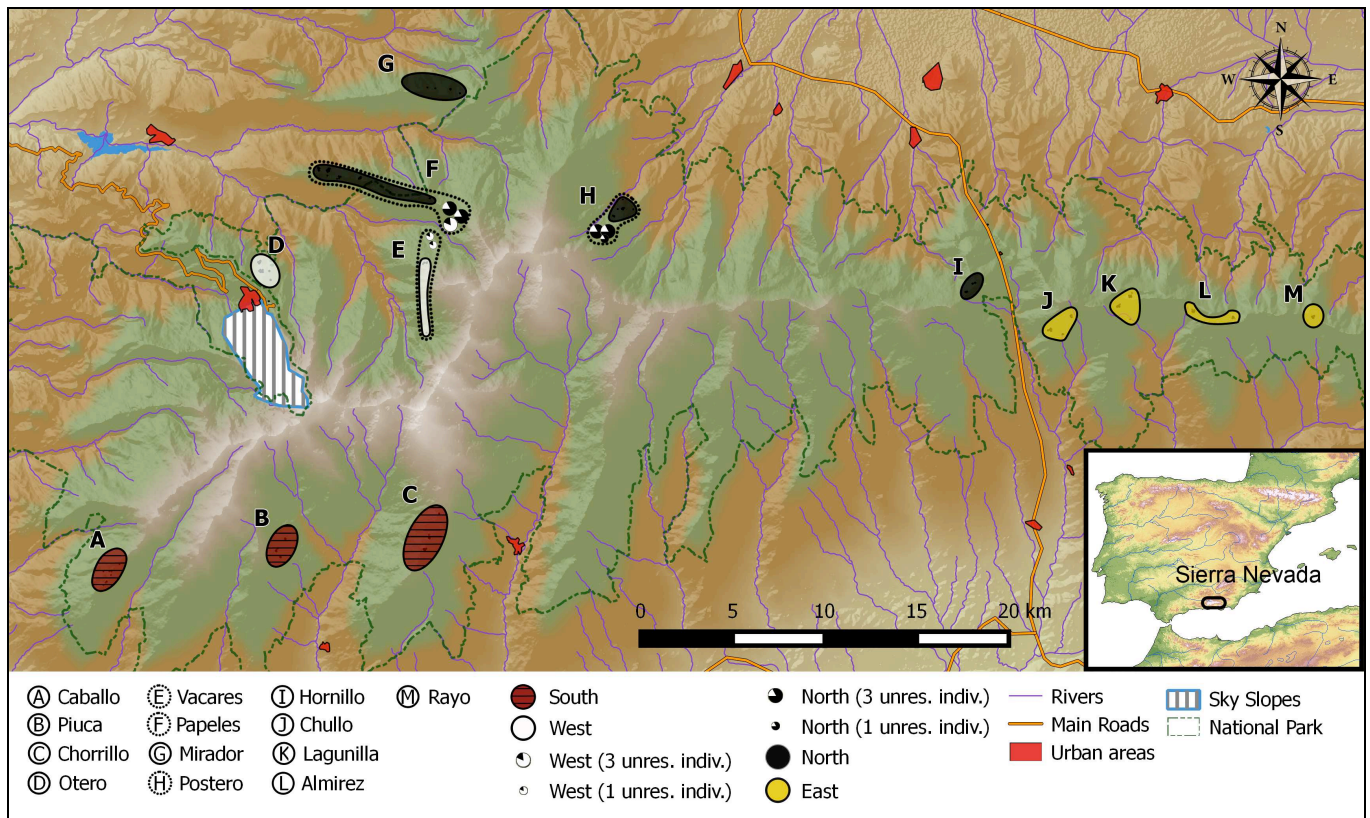 N
W E
S
G
F
H
D
E
I
K
J
L
M
C
B
A
0 5 10 15 20 km
Sierra Nevada
A Caballo
B Piuca
C Chorrillo
D Otero
E Vacares
F Papeles
G Mirador
H Postero
I Hornillo
J Chullo
K Lagunilla
L Almirez
M Rayo
South
West
West (3 unres. indiv.)
West (1 unres. indiv.)
North (3 unres. indiv.)
North (1 unres. indiv.)
North
East
Rivers
Main Roads
Urban areas
Sky Slopes
National Park